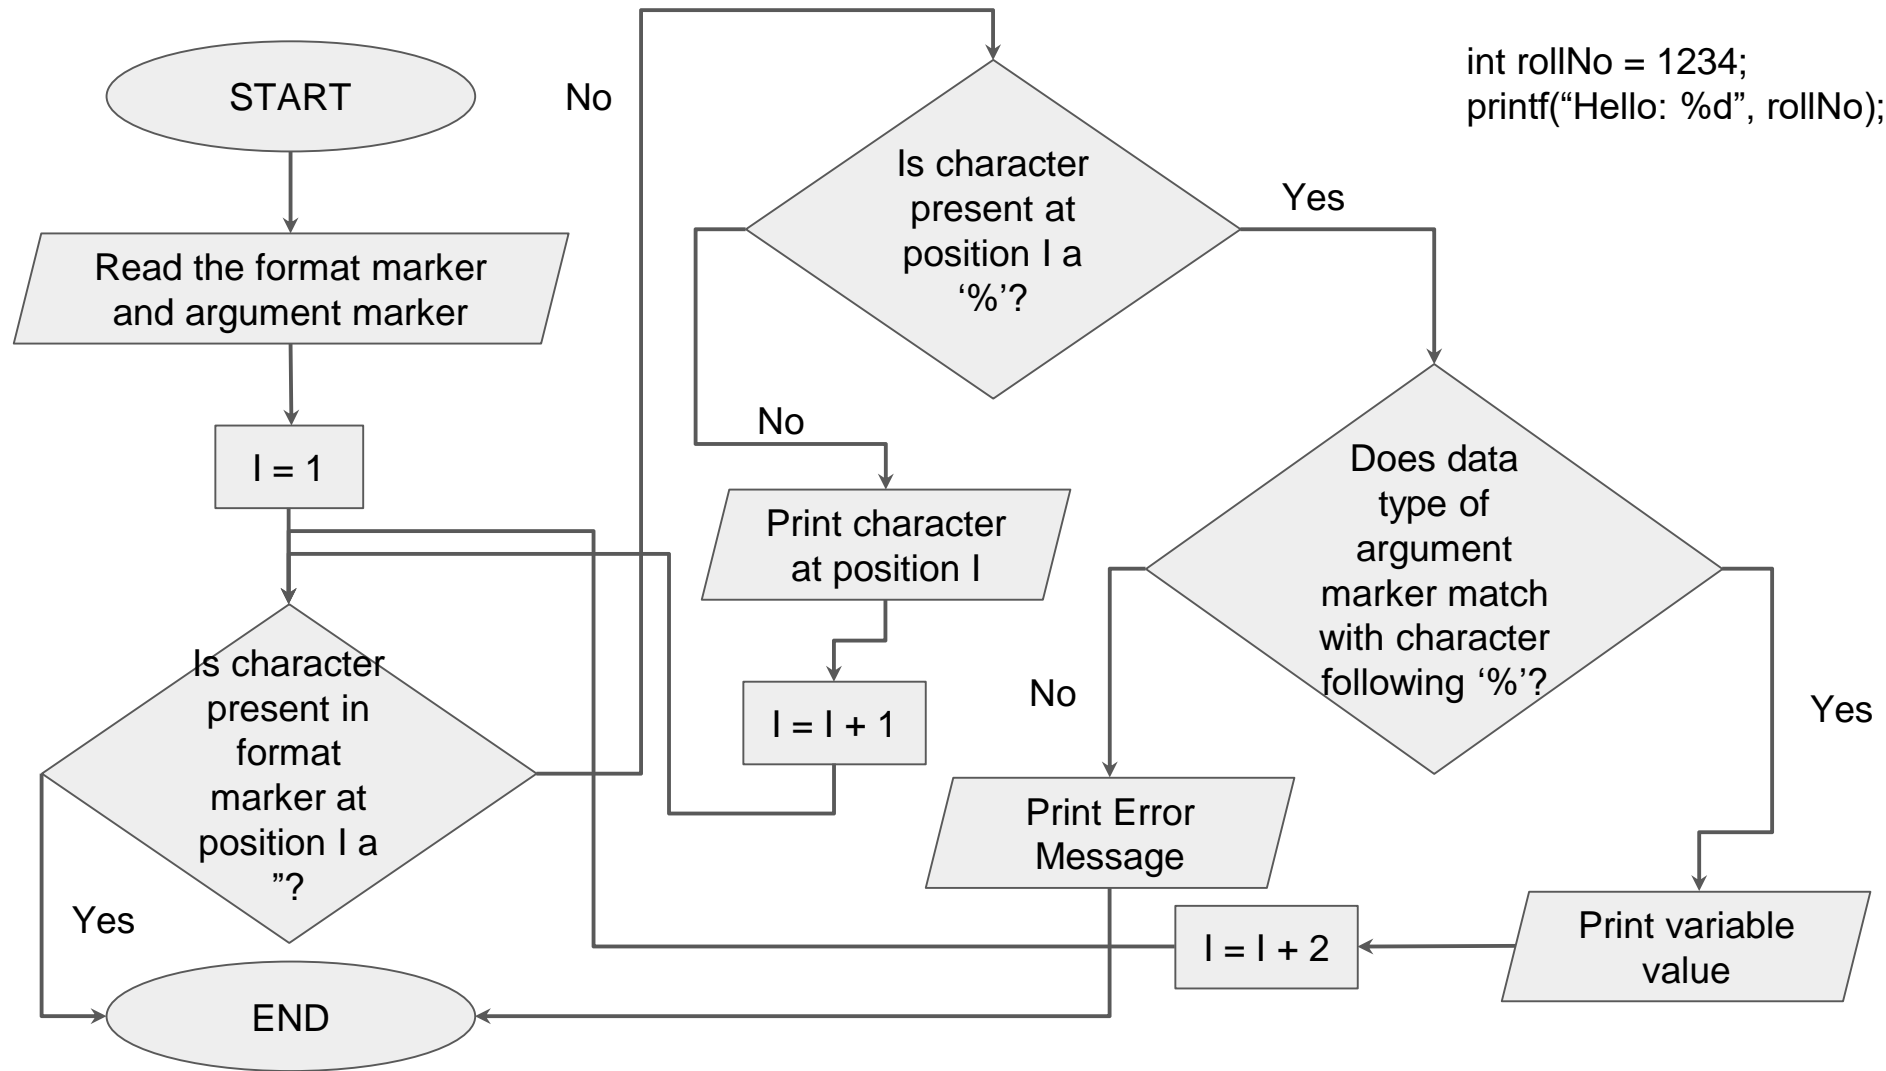 START
Read the format marker
and argument marker
I = 1
Is character
present in
format
marker at
position I a
”?
Yes
END
No
Is character
present at
position I a
‘%’?
No
Print character
at position I
I = I + 1
Yes
Does data
type of
argument
marker match
with character
following ‘%’?
No
Print Error
Message
Yes
Print variable
value
I = I + 2
int rollNo = 1234;
printf(“Hello: %d”, rollNo);